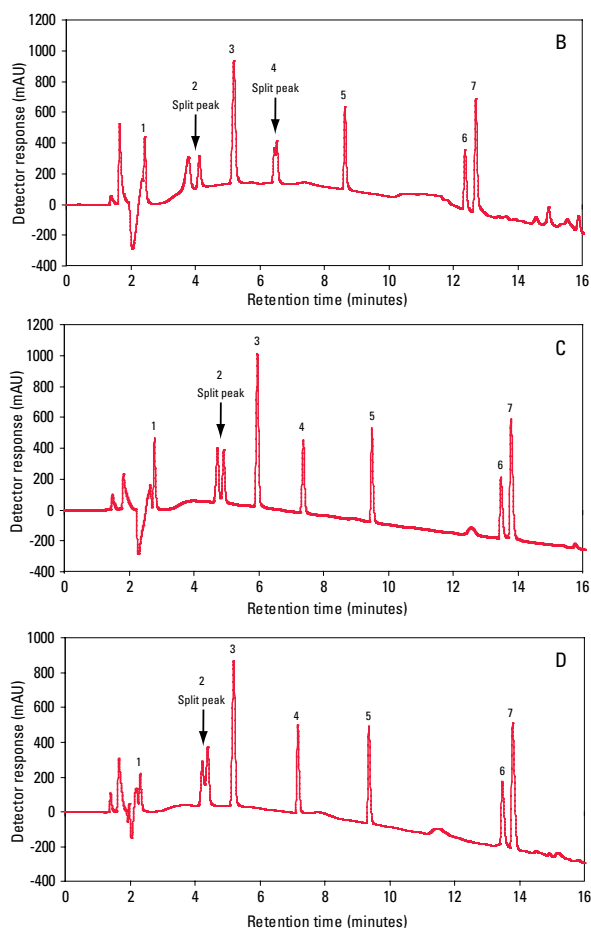 B
1200
1000
800
600
400
200
0
-200
-400
Detector response (mAU)
1
2
Split peak
3
4
Split peak
5
6
7
0 2 4 6 8 10 12 14 16
Retention time (minutes)
C
1200
1000
800
600
400
200
0
-200
-400
Detector response (mAU)
1
2
Split peak
3
4
5
6
7
0 2 4 6 8 10 12 14 16
Retention time (minutes)
D
1000
800
600
400
200
0
-200
-400
Detector response (mAU)
1
2
Split peak
3
4
5
6
7
0 2 4 6 8 10 12 14 16
Retention time (minutes)